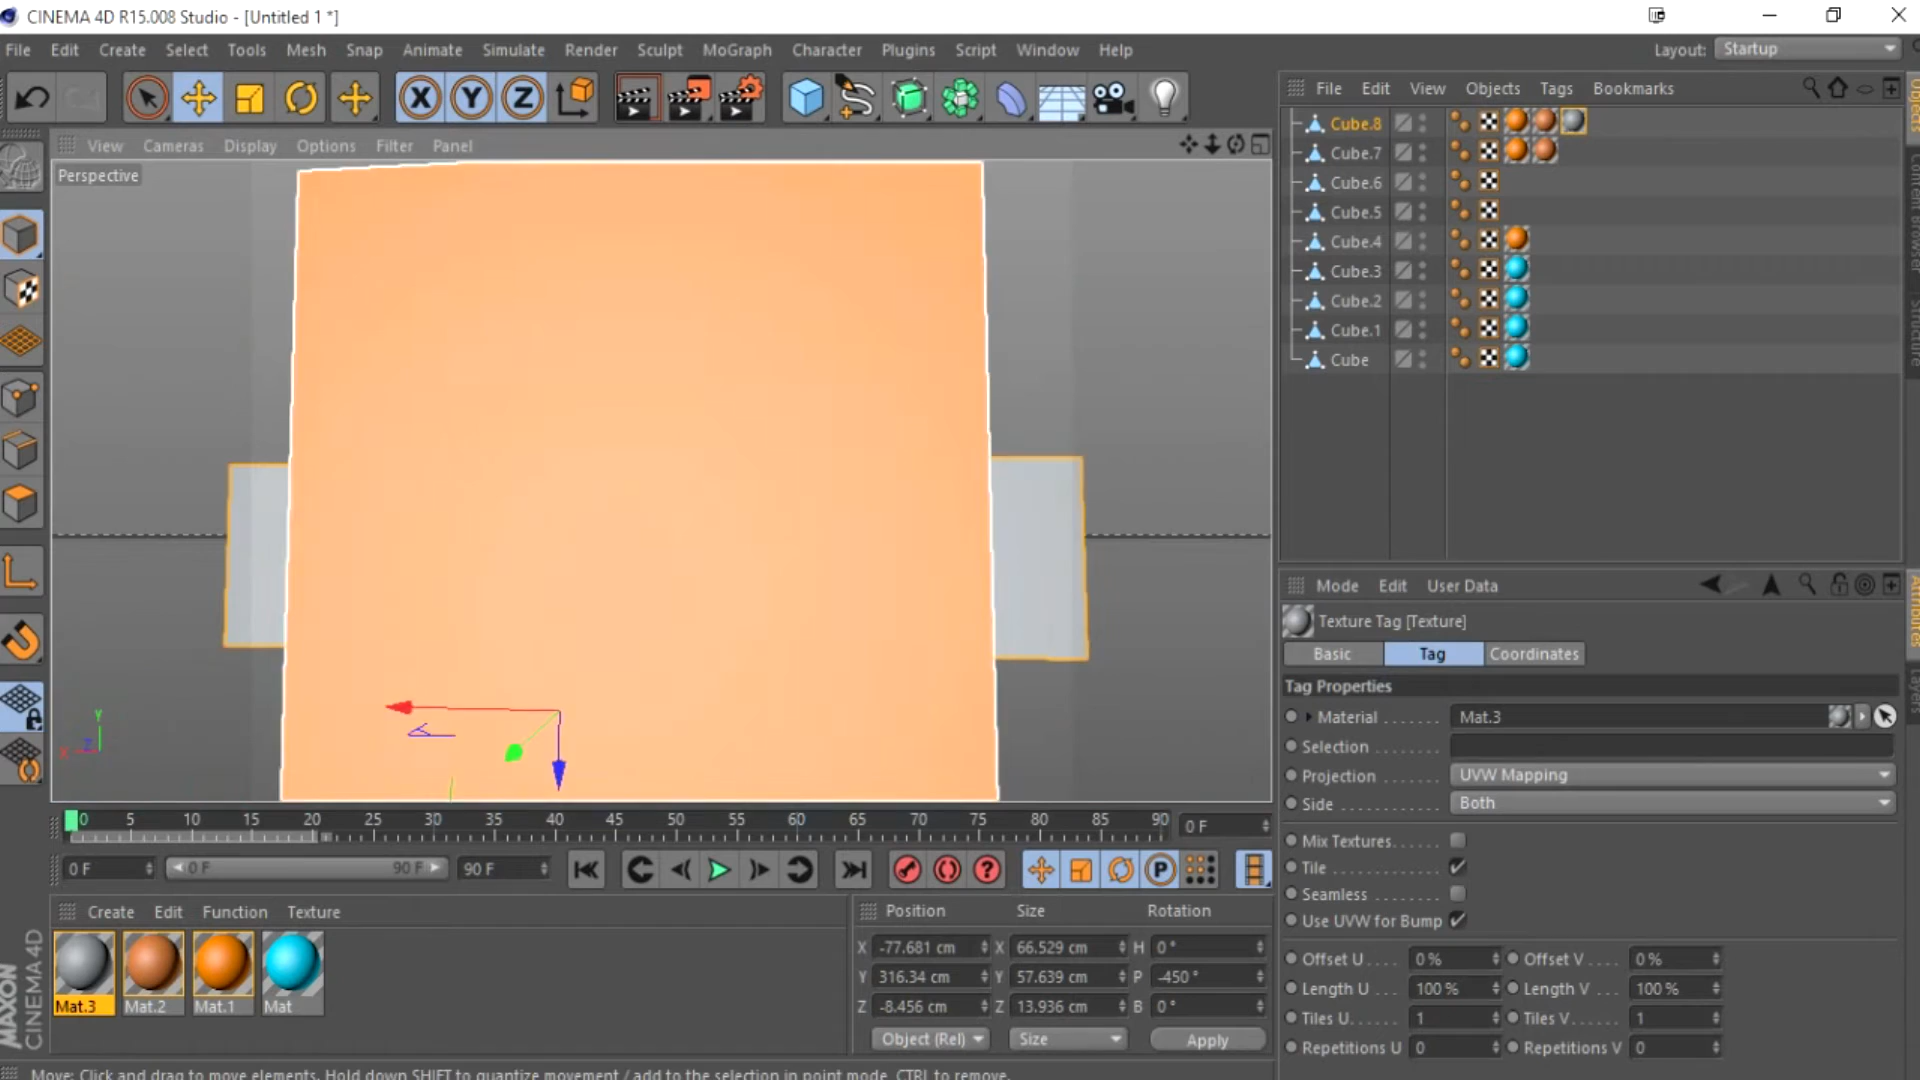 CINEMA 4D R15.008 Studio - [Untitled 1 *]
File Edit Create Select Tools Mesh Snap Animate Simulate Render Sculpt MoGraph Character Plugins Script Window Help
Layout: Startup
File Edit View Objects Tags Bookmarks
View Cameras Display Options Filter Panel
Perspective
X Y Z
Cube.8
Cube.7
Cube.6
Cube.5
Cube.4
Cube.3
Cube.2
Cube.1
Cube
Objects
Content Browser
Structure
Mode Edit User Data
Texture Tag [Texture]
Basic Tag Coordinates
Tag Properties
Material ....... Mat.3
Selection ........
Projection ....... UVW Mapping
Side ............ Both
Mix Textures.....
Tile ..............
Seamless ........
Use UVW for Bump
Offset U .... 0 % Offset V .... 0 %
Length U ... 100 % Length V ... 100 %
Tiles U...... 1 Tiles V...... 1
Repetitions U 0 Repetitions V 0
Attributes
Layers
Y
X Z
0 5 10 15 20 25 30 35 40 45 50 55 60 65 70 75 80 85 90 0 F
0 F 0 F 90 F 90 F
P
Create Edit Function Texture
Mat.3 Mat.2 Mat.1 Mat
MAXON
CINEMA 4D
Position Size Rotation
X -77.681 cm X 66.529 cm H 0 °
Y 316.34 cm Y 57.639 cm P -450 °
Z -8.456 cm Z 13.936 cm B 0 °
Object (Rel) Size Apply
Move: Click and drag to move elements. Hold down SHIFT to quantize movement / add to the selection in point mode, CTRL to remove.